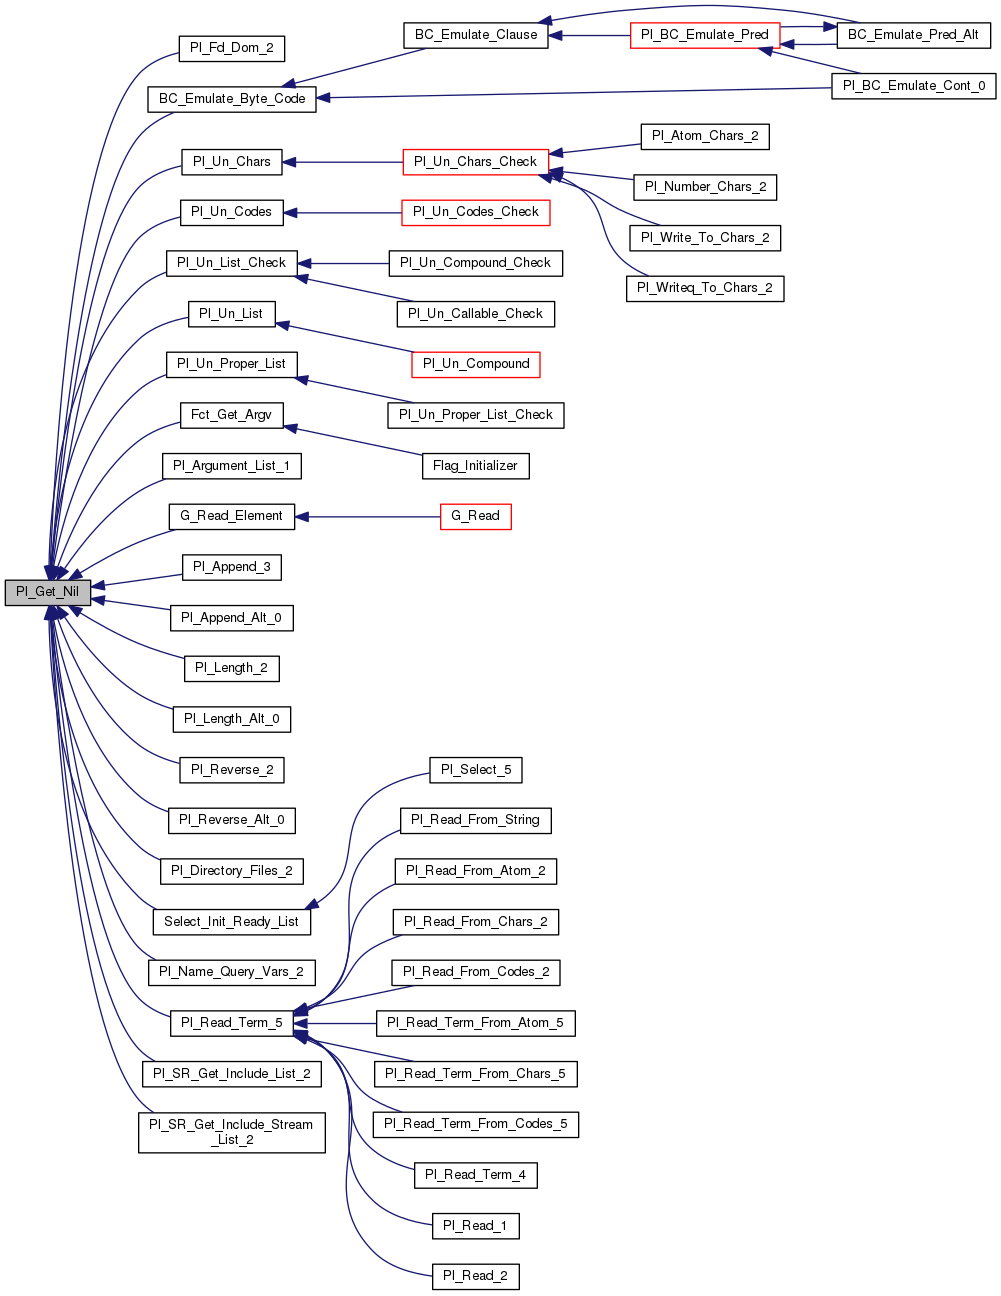 Pl_Get_Nil
Pl_Fd_Dom_2
BC_Emulate_Byte_Code
BC_Emulate_Clause
Pl_BC_Emulate_Pred
BC_Emulate_Pred_Alt
Pl_BC_Emulate_Cont_0
Pl_Un_Chars
Pl_Un_Chars_Check
Pl_Atom_Chars_2
Pl_Number_Chars_2
Pl_Write_To_Chars_2
Pl_Writeq_To_Chars_2
Pl_Un_Codes
Pl_Un_Codes_Check
Pl_Un_List_Check
Pl_Un_Compound_Check
Pl_Un_Callable_Check
Pl_Un_List
Pl_Un_Compound
Pl_Un_Proper_List
Pl_Un_Proper_List_Check
Fct_Get_Argv
Flag_Initializer
Pl_Argument_List_1
G_Read_Element
G_Read
Pl_Append_3
Pl_Append_Alt_0
Pl_Length_2
Pl_Length_Alt_0
Pl_Reverse_2
Pl_Reverse_Alt_0
Pl_Directory_Files_2
Select_Init_Ready_List
Pl_Select_5
Pl_Name_Query_Vars_2
Pl_Read_Term_5
Pl_Read_From_String
Pl_Read_From_Atom_2
Pl_Read_From_Chars_2
Pl_Read_From_Codes_2
Pl_Read_Term_From_Atom_5
Pl_Read_Term_From_Chars_5
Pl_Read_Term_From_Codes_5
Pl_Read_Term_4
Pl_Read_1
Pl_Read_2
Pl_SR_Get_Include_List_2
Pl_SR_Get_Include_Stream
_List_2